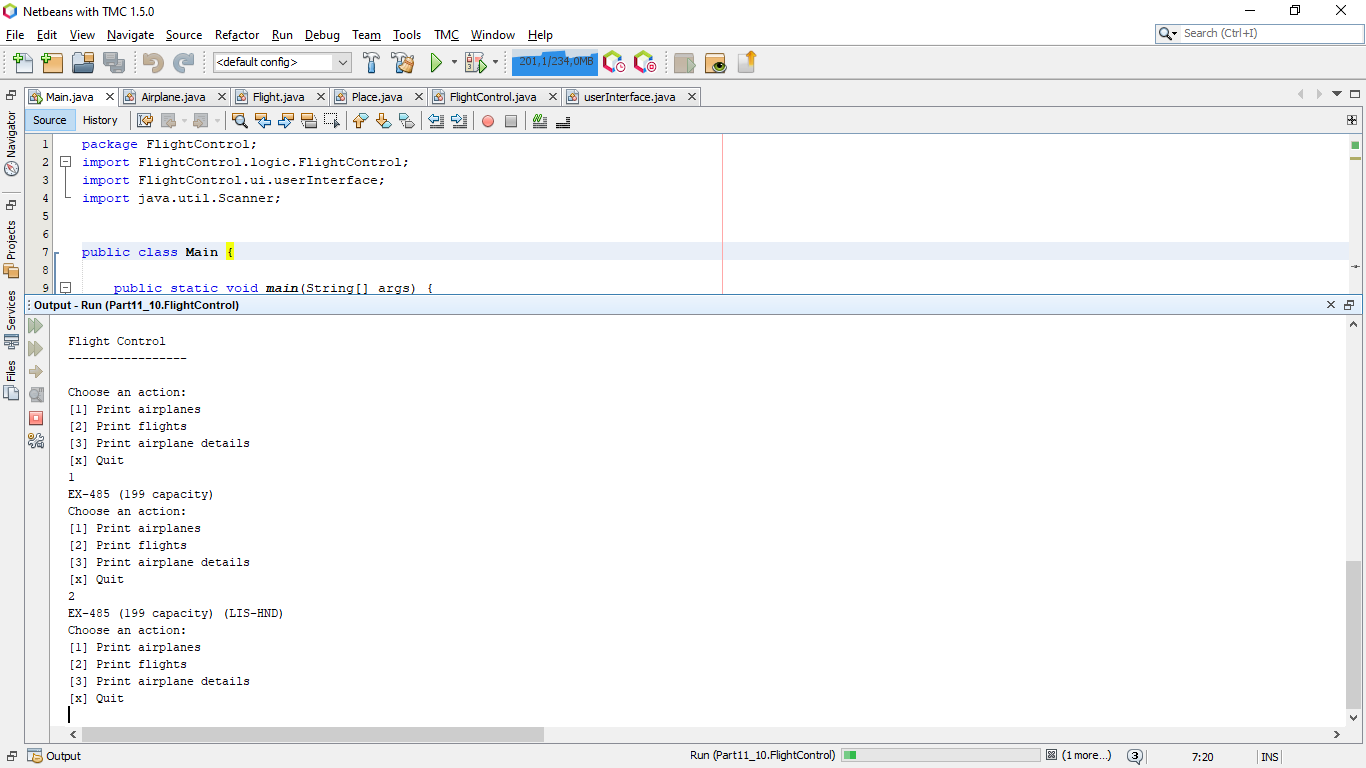 Netbeans with TMC 1.5.0
File Edit View Navigate Source Refactor Run Debug Team Tools TMC Window Help
Search (Ctrl+I)
<default config>
201,1/234,0MB
Main.java Airplane.java Flight.java Place.java FlightControl.java userInterface.java
Source History
Navigator
Projects
Services
Files
1 package FlightControl;
2 import FlightControl.logic.FlightControl;
3 import FlightControl.ui.userInterface;
4 import java.util.Scanner;
5
6
7 public class Main {
8
9 public static void main(String[] args) {
Output - Run (Part11_10.FlightControl)
Flight Control
-----------------
Choose an action:
[1] Print airplanes
[2] Print flights
[3] Print airplane details
[x] Quit
1
EX-485 (199 capacity)
Choose an action:
[1] Print airplanes
[2] Print flights
[3] Print airplane details
[x] Quit
2
EX-485 (199 capacity) (LIS-HND)
Choose an action:
[1] Print airplanes
[2] Print flights
[3] Print airplane details
[x] Quit
Output
Run (Part11_10.FlightControl) (1 more...) 3 7:20 INS